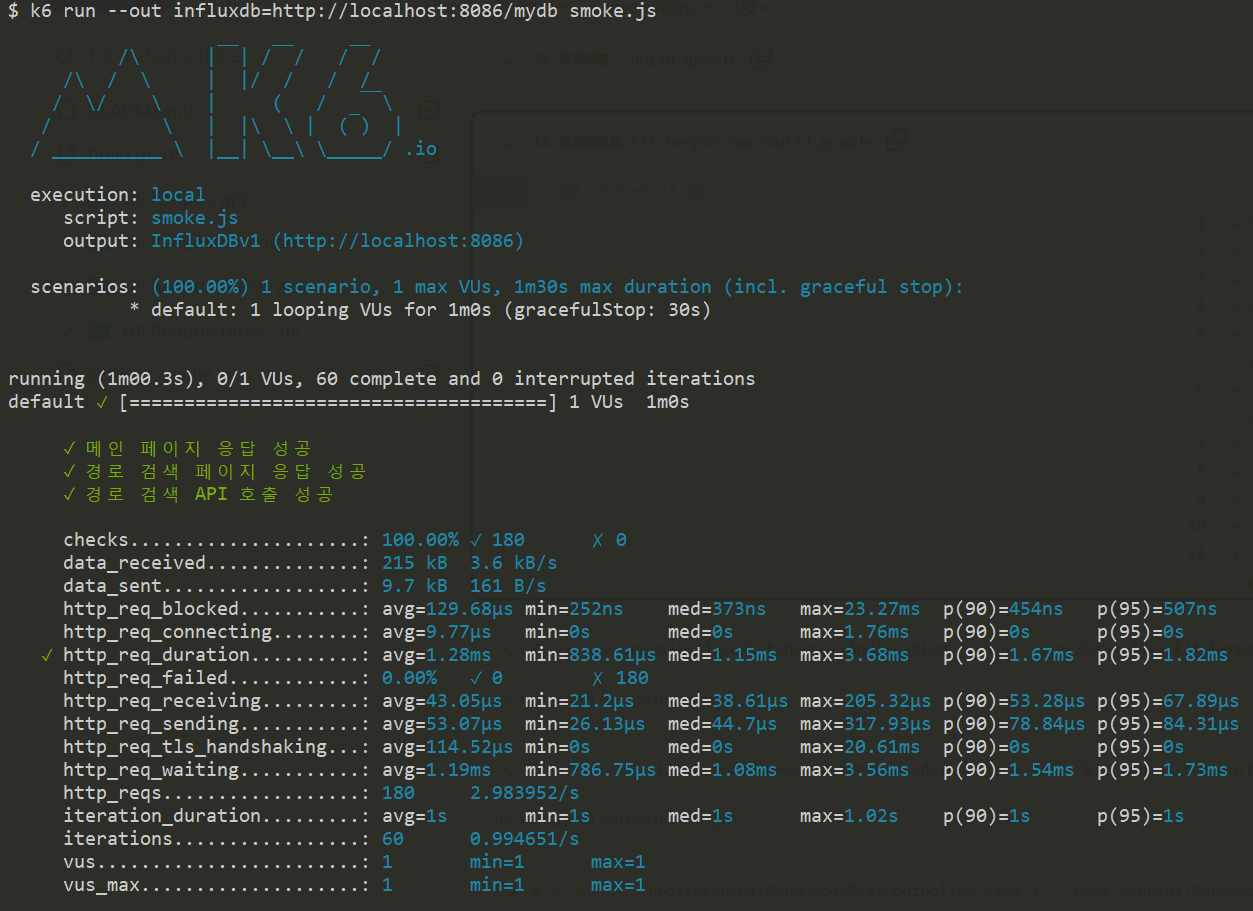 $ k6 run --out influxdb=http://localhost:8086/mydb smoke.js
.io
execution: local
script: smoke.js
output: InfluxDBv1 (http://localhost:8086)
scenarios: (100.00%) 1 scenario, 1 max VUs, 1m30s max duration (incl. graceful stop):
* default: 1 looping VUs for 1m0s (gracefulStop: 30s)
running (1m00.3s), 0/1 VUs, 60 complete and 0 interrupted iterations
default ✓ [======================================] 1 VUs  1m0s
✓ 메인 페이지 응답 성공
✓ 경로 검색 페이지 응답 성공
✓ 경로 검색 API 호출 성공
checks.....................: 100.00% ✓ 180      ✗ 0
data_received..............: 215 kB  3.6 kB/s
data_sent..................: 9.7 kB  161 B/s
http_req_blocked...........: avg=129.68µs min=252ns    med=373ns   max=23.27ms  p(90)=454ns   p(95)=507ns
http_req_connecting........: avg=9.77µs   min=0s       med=0s      max=1.76ms   p(90)=0s      p(95)=0s
✓ http_req_duration..........: avg=1.28ms   min=838.61µs med=1.15ms  max=3.68ms   p(90)=1.67ms  p(95)=1.82ms
http_req_failed............: 0.00%   ✓ 0        ✗ 180
http_req_receiving.........: avg=43.05µs  min=21.2µs   med=38.61µs max=205.32µs p(90)=53.28µs p(95)=67.89µs
http_req_sending...........: avg=53.07µs  min=26.13µs  med=44.7µs  max=317.93µs p(90)=78.84µs p(95)=84.31µs
http_req_tls_handshaking...: avg=114.52µs min=0s       med=0s      max=20.61ms  p(90)=0s      p(95)=0s
http_req_waiting...........: avg=1.19ms   min=786.75µs med=1.08ms  max=3.56ms   p(90)=1.54ms  p(95)=1.73ms
http_reqs..................: 180     2.983952/s
iteration_duration.........: avg=1s       min=1s       med=1s      max=1.02s    p(90)=1s      p(95)=1s
iterations.................: 60      0.994651/s
vus........................: 1       min=1      max=1
vus_max....................: 1       min=1      max=1